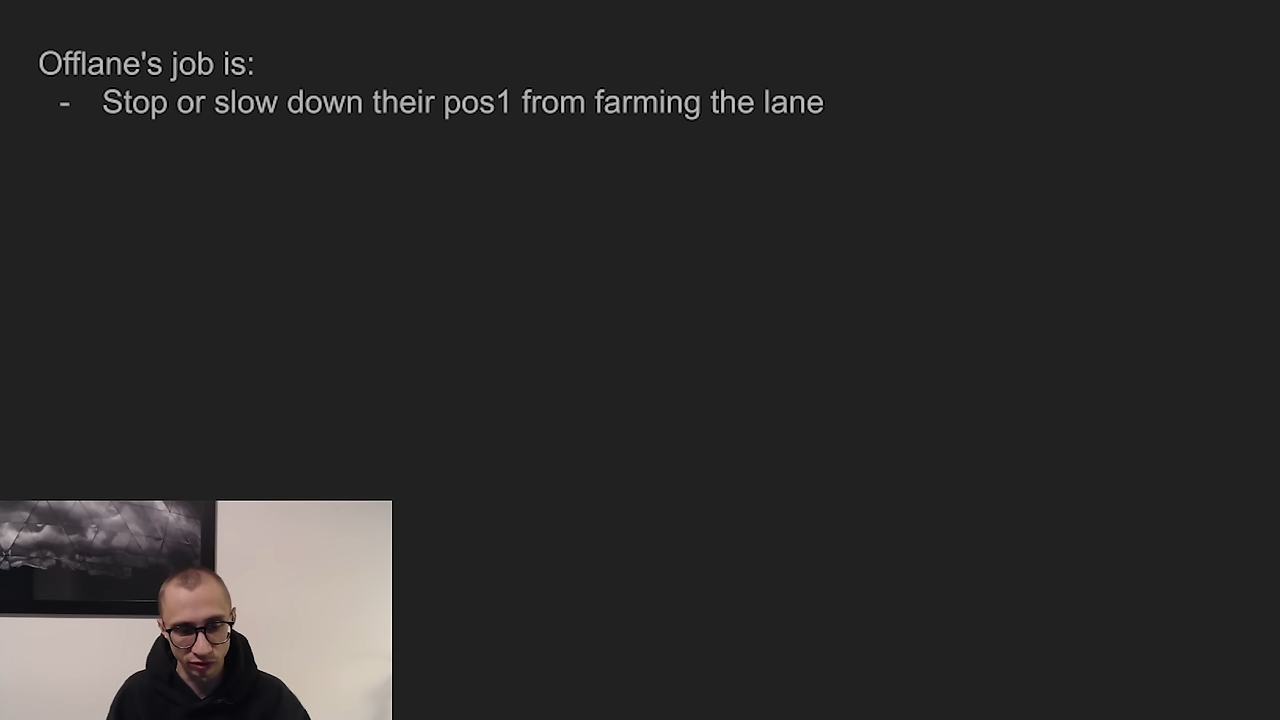 Offlane's job is:
- Stop or slow down their pos1 from farming the lane